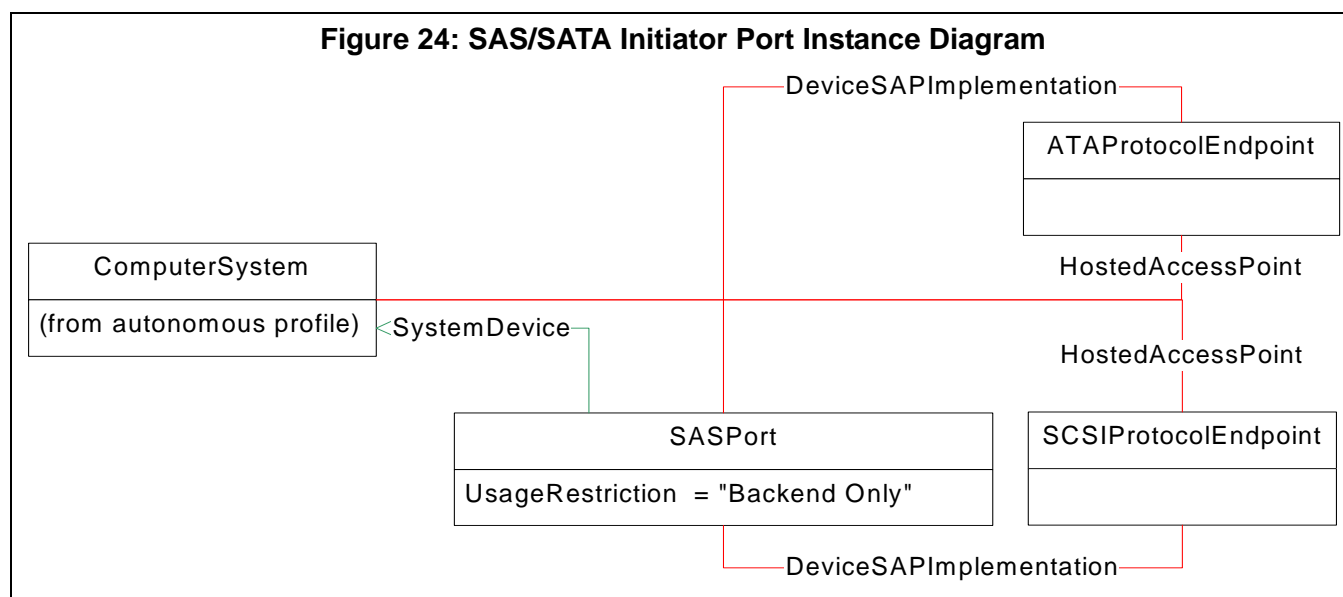 Figure 24: SAS/SATA Initiator Port Instance Diagram
DeviceSAPImplementation
ATAProtocolEndpoint
ComputerSystem
HostedAccessPoint
(from autonomous profile)
SystemDevice
HostedAccessPoint
SASPort
SCSIProtocolEndpoint
UsageRestriction = "Backend Only"
DeviceSAPImplementation